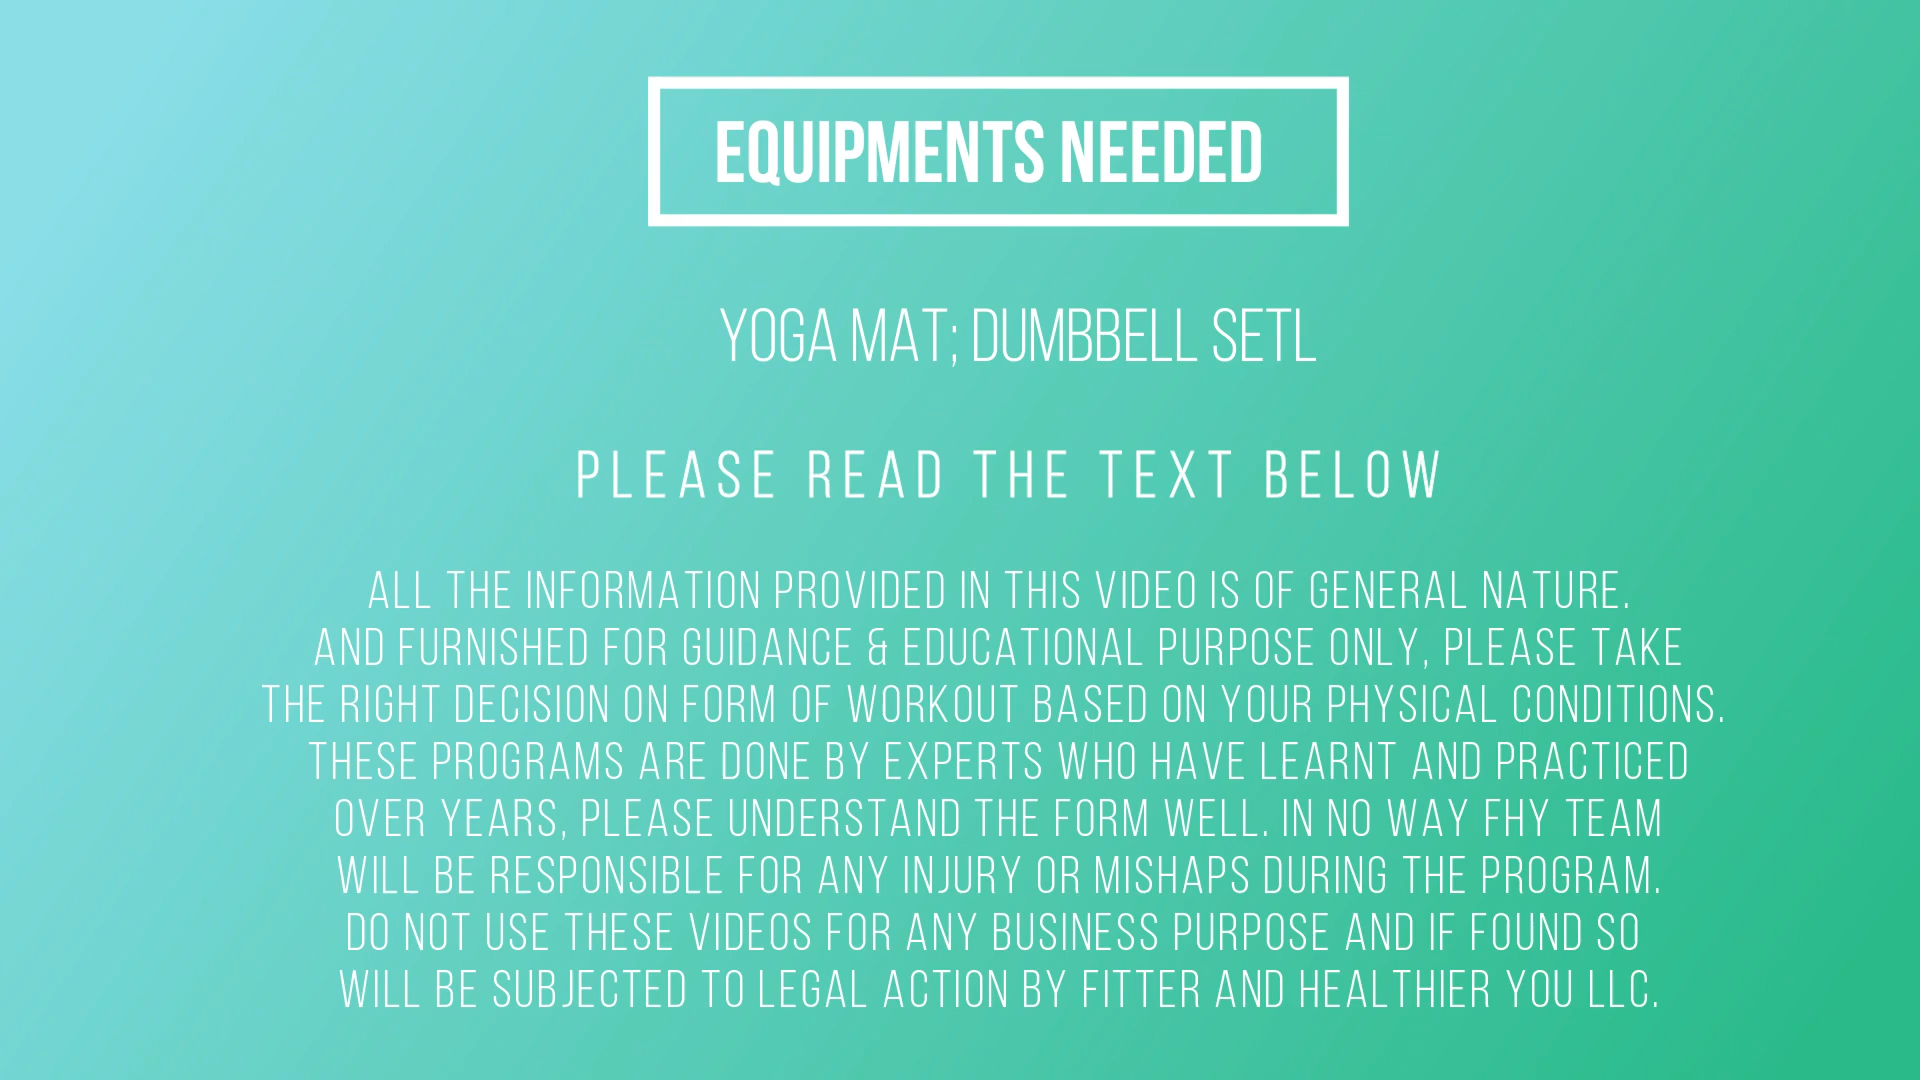 EQUIPMENTS NEEDED
YOGA MAT; DUMBBELL SETL
PLEASE READ THE TEXT BELOW
ALL THE INFORMATION PROVIDED IN THIS VIDEO IS OF GENERAL NATURE.
AND FURNISHED FOR GUIDANCE & EDUCATIONAL PURPOSE ONLY, PLEASE TAKE
THE RIGHT DECISION ON FORM OF WORKOUT BASED ON YOUR PHYSICAL CONDITIONS.
THESE PROGRAMS ARE DONE BY EXPERTS WHO HAVE LEARNT AND PRACTICED
OVER YEARS, PLEASE UNDERSTAND THE FORM WELL. IN NO WAY FHY TEAM
WILL BE RESPONSIBLE FOR ANY INJURY OR MISHAPS DURING THE PROGRAM.
DO NOT USE THESE VIDEOS FOR ANY BUSINESS PURPOSE AND IF FOUND SO
WILL BE SUBJECTED TO LEGAL ACTION BY FITTER AND HEALTHIER YOU LLC.